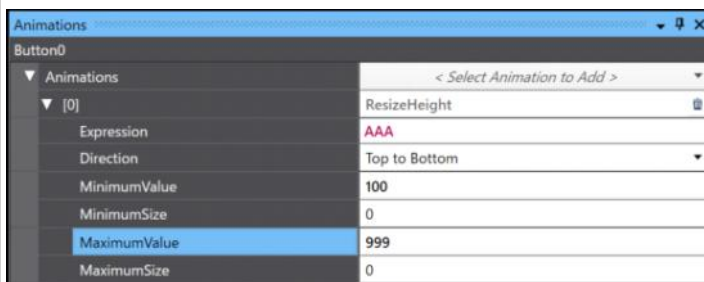 Animations
Button0
Animations < Select Animation to Add >
[0] ResizeHeight
Expression AAA
Direction Top to Bottom
MinimumValue 100
MinimumSize 0
MaximumValue 999
MaximumSize 0